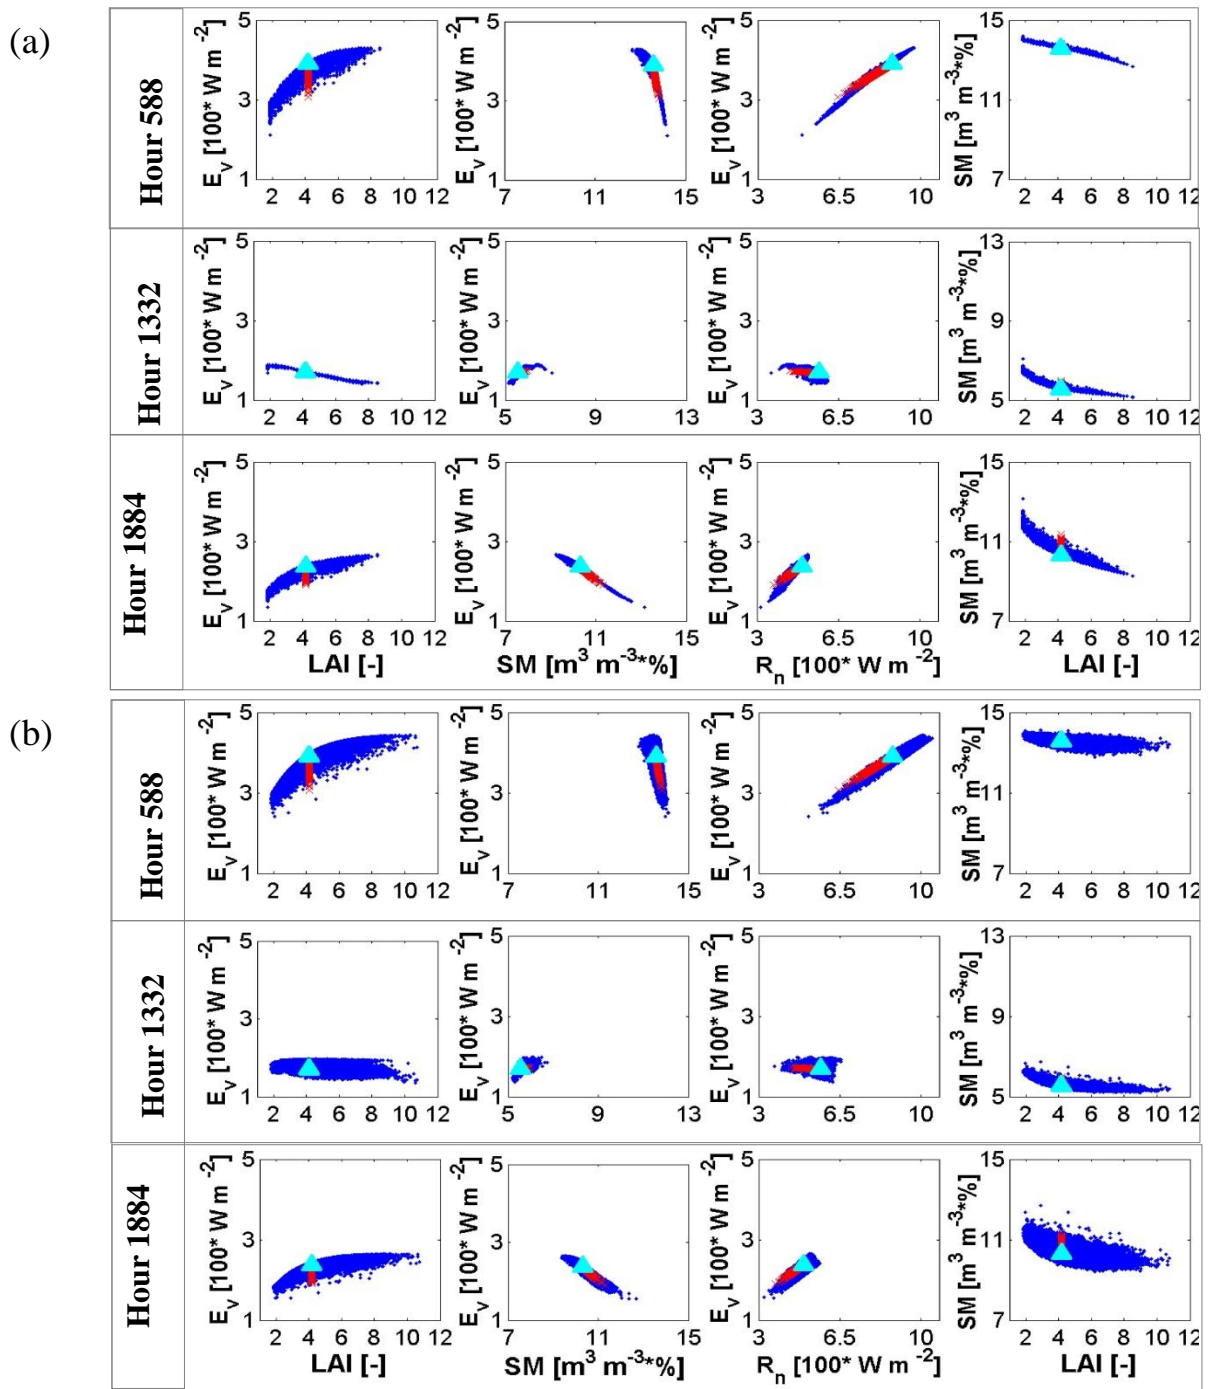 (a)
Hour 588
E_v [100* W m^-2]
5
3
1
2 4 6 8 10 12
E_v [100* W m^-2]
5
3
1
7 11 15
E_v [100* W m^-2]
5
3
1
3 6.5 10
SM [m^3 m^-3*%]
15
11
7
2 4 6 8 10 12
Hour 1332
E_v [100* W m^-2]
5
3
1
2 4 6 8 10 12
E_v [100* W m^-2]
5
3
1
5 9 13
E_v [100* W m^-2]
5
3
1
3 6.5 10
SM [m^3 m^-3*%]
13
9
5
2 4 6 8 10 12
Hour 1884
E_v [100* W m^-2]
5
3
1
2 4 6 8 10 12
LAI [-]
E_v [100* W m^-2]
5
3
1
7 11 15
SM [m^3 m^-3*%]
E_v [100* W m^-2]
5
3
1
3 6.5 10
R_n [100* W m^-2]
SM [m^3 m^-3*%]
15
11
7
2 4 6 8 10 12
LAI [-]
(b)
Hour 588
E_v [100* W m^-2]
5
3
1
2 4 6 8 10 12
E_v [100* W m^-2]
5
3
1
7 11 15
E_v [100* W m^-2]
5
3
1
3 6.5 10
SM [m^3 m^-3*%]
15
11
7
2 4 6 8 10 12
Hour 1332
E_v [100* W m^-2]
5
3
1
2 4 6 8 10 12
E_v [100* W m^-2]
5
3
1
5 9 13
E_v [100* W m^-2]
5
3
1
3 6.5 10
SM [m^3 m^-3*%]
13
9
5
2 4 6 8 10 12
Hour 1884
E_v [100* W m^-2]
5
3
1
2 4 6 8 10 12
LAI [-]
E_v [100* W m^-2]
5
3
1
7 11 15
SM [m^3 m^-3*%]
E_v [100* W m^-2]
5
3
1
3 6.5 10
R_n [100* W m^-2]
SM [m^3 m^-3*%]
15
11
7
2 4 6 8 10 12
LAI [-]